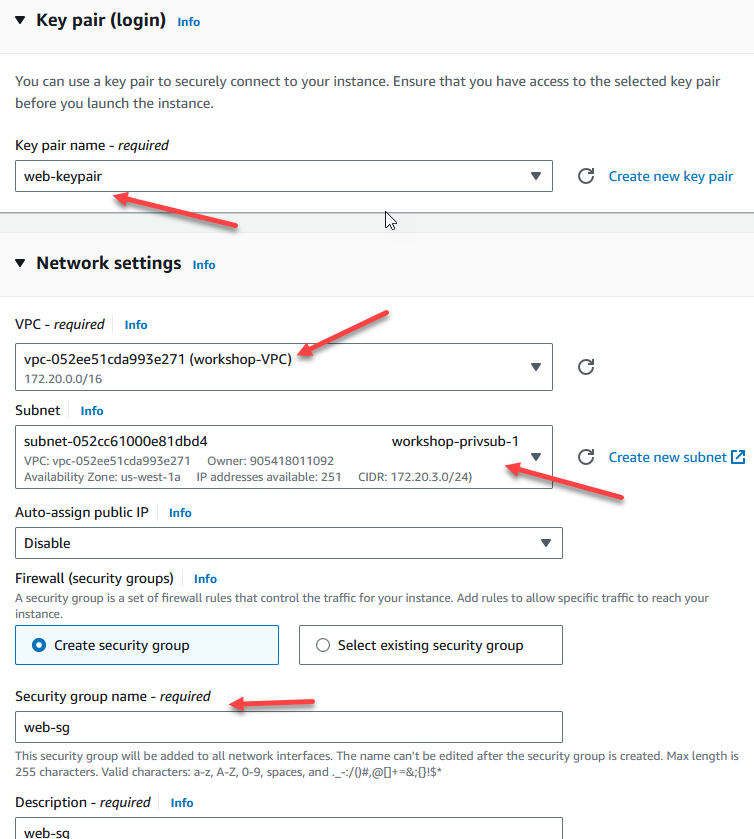 Key pair (login) Info
You can use a key pair to securely connect to your instance. Ensure that you have access to the selected key pair
before you launch the instance.
Key pair name - required
web-keypair
Create new key pair
Network settings Info
VPC - required Info
vpc-052ee51cda993e271 (workshop-VPC)
172.20.0.0/16
Subnet Info
subnet-052cc61000e81dbd4 workshop-privsub-1
VPC: vpc-052ee51cda993e271 Owner: 905418011092
Availability Zone: us-west-1a IP addresses available: 251 CIDR: 172.20.3.0/24)
Create new subnet
Auto-assign public IP Info
Disable
Firewall (security groups) Info
A security group is a set of firewall rules that control the traffic for your instance. Add rules to allow specific traffic to reach your
instance.
Create security group Select existing security group
Security group name - required
web-sg
This security group will be added to all network interfaces. The name can't be edited after the security group is created. Max length is
255 characters. Valid characters: a-z, A-Z, 0-9, spaces, and ._-:/()#,@[]+=&;{}!$*
Description - required Info
web-sg